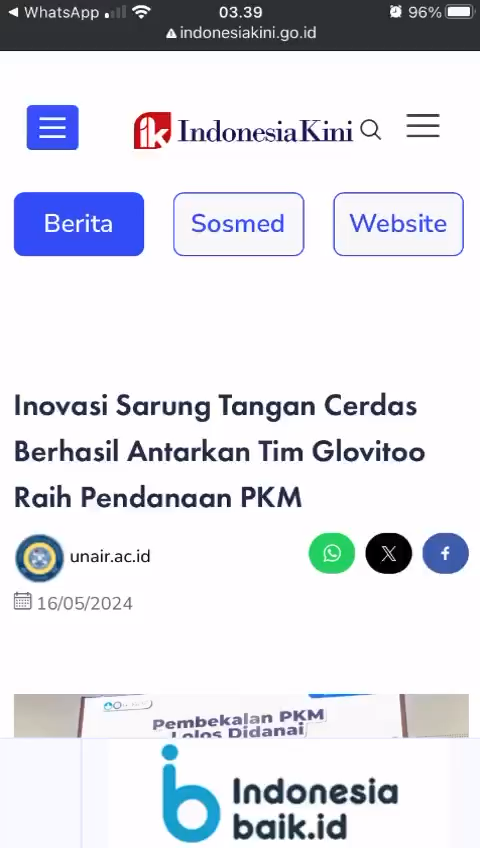 WhatsApp
03.39
96%
indonesiakini.go.id
ik IndonesiaKini
Berita
Sosmed
Website
Inovasi Sarung Tangan Cerdas
Berhasil Antarkan Tim Glovitoo
Raih Pendanaan PKM
unair.ac.id
16/05/2024
Pembekalan PKM
Lolos Didanai
Indonesia
baik.id